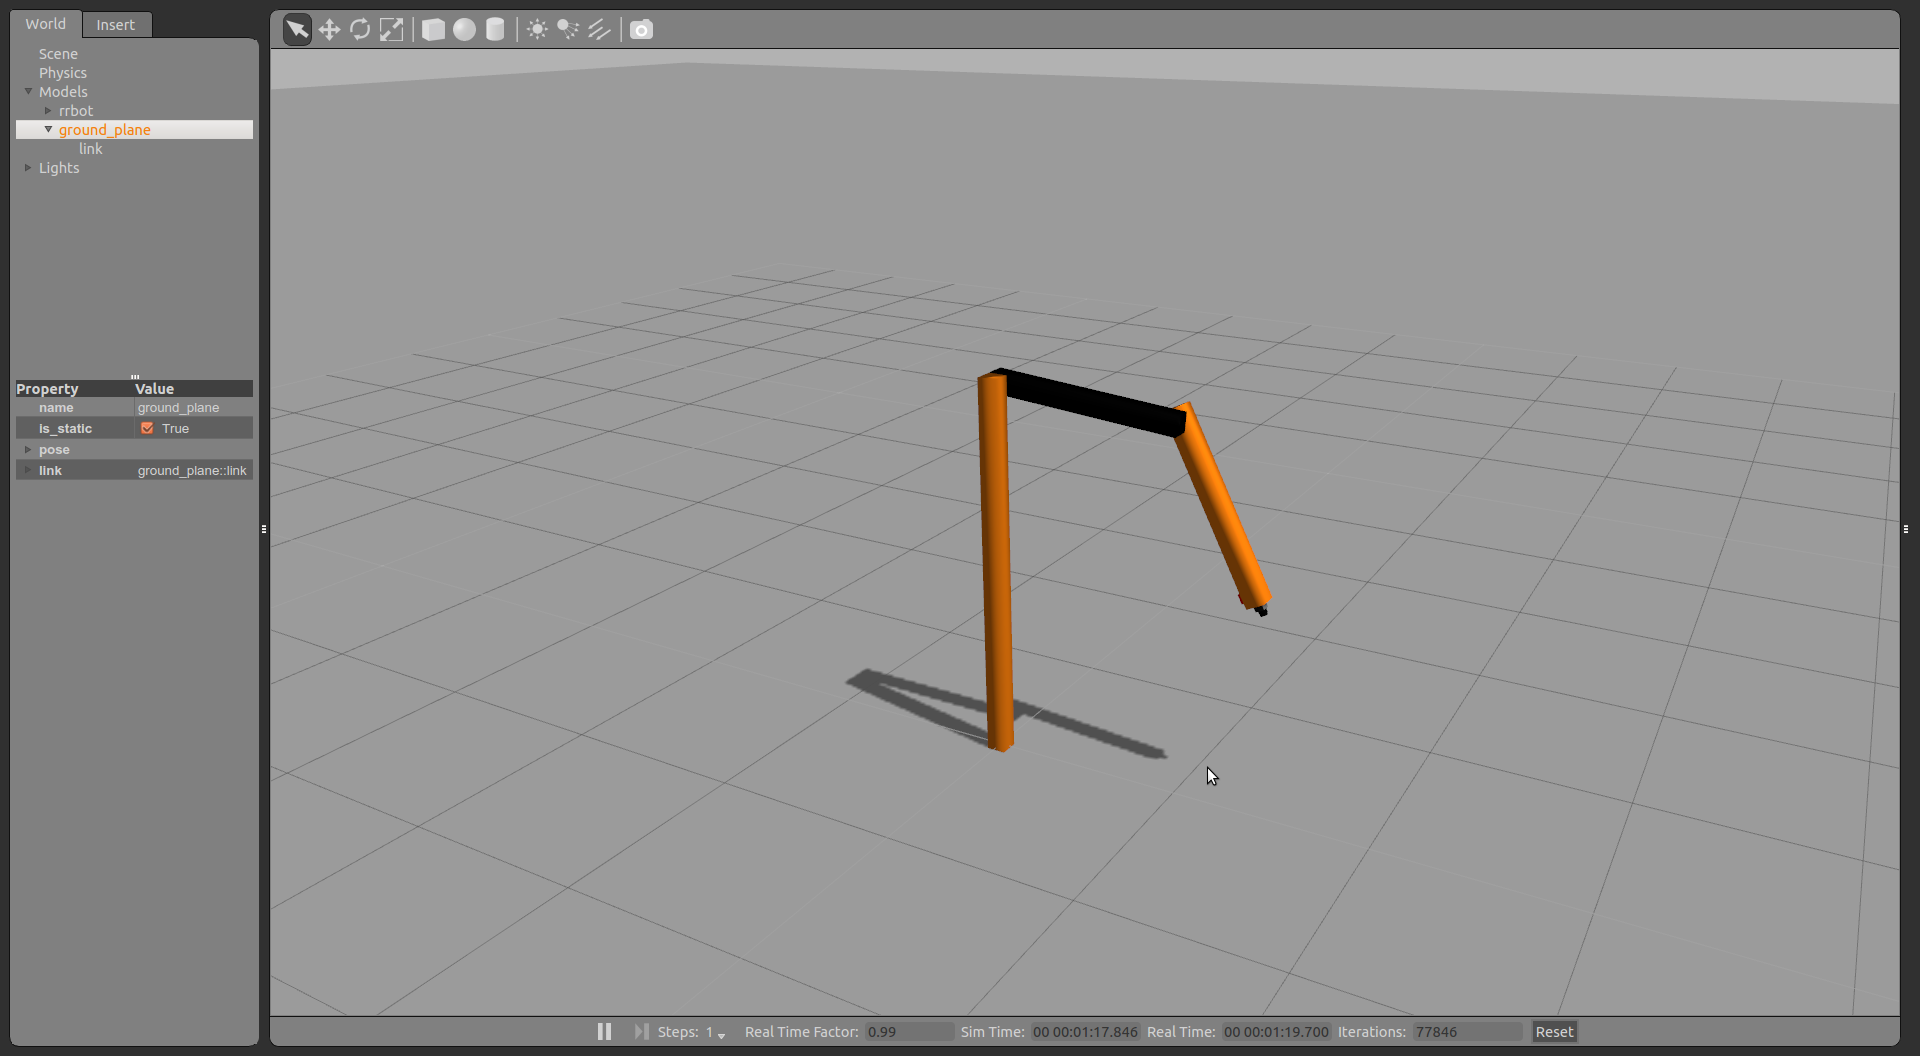 World Insert
Scene
Physics
Models
rrbot
ground_plane
link
Lights
Property Value
name ground_plane
is_static True
pose
link ground_plane::link
Steps: 1 Real Time Factor: 0.99 Sim Time: 00 00:01:17.846 Real Time: 00 00:01:19.700 Iterations: 77846 Reset